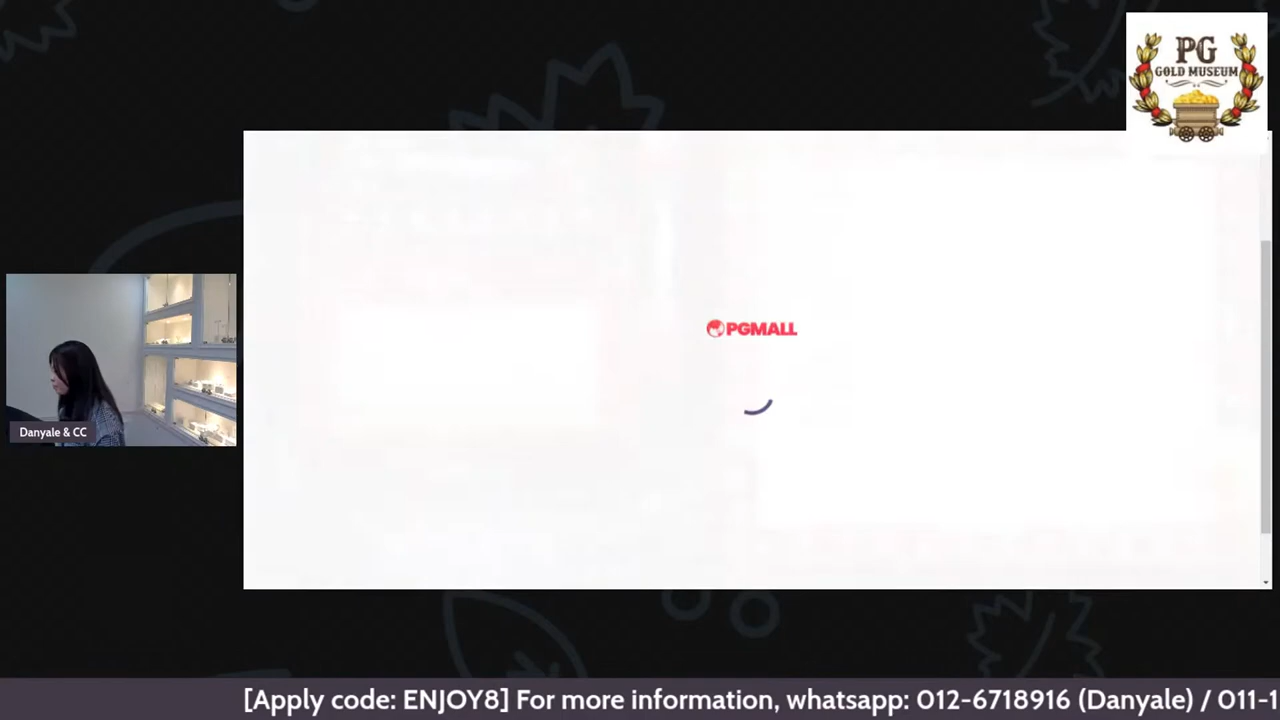 PG
GOLD MUSEUM
PGMALL
Danyale & CC
[Apply code: ENJOY8] For more information, whatsapp: 012-6718916 (Danyale) / 011-1